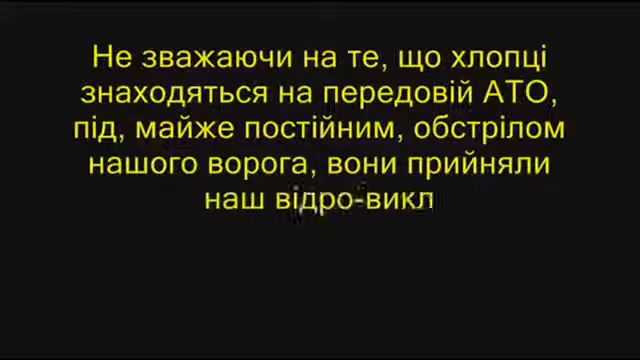 Не зважаючи на те, що хлопці
знаходяться на передовій АТО,
під, майже постійним, обстрілом
нашого ворога, вони прийняли
наш відро-викл